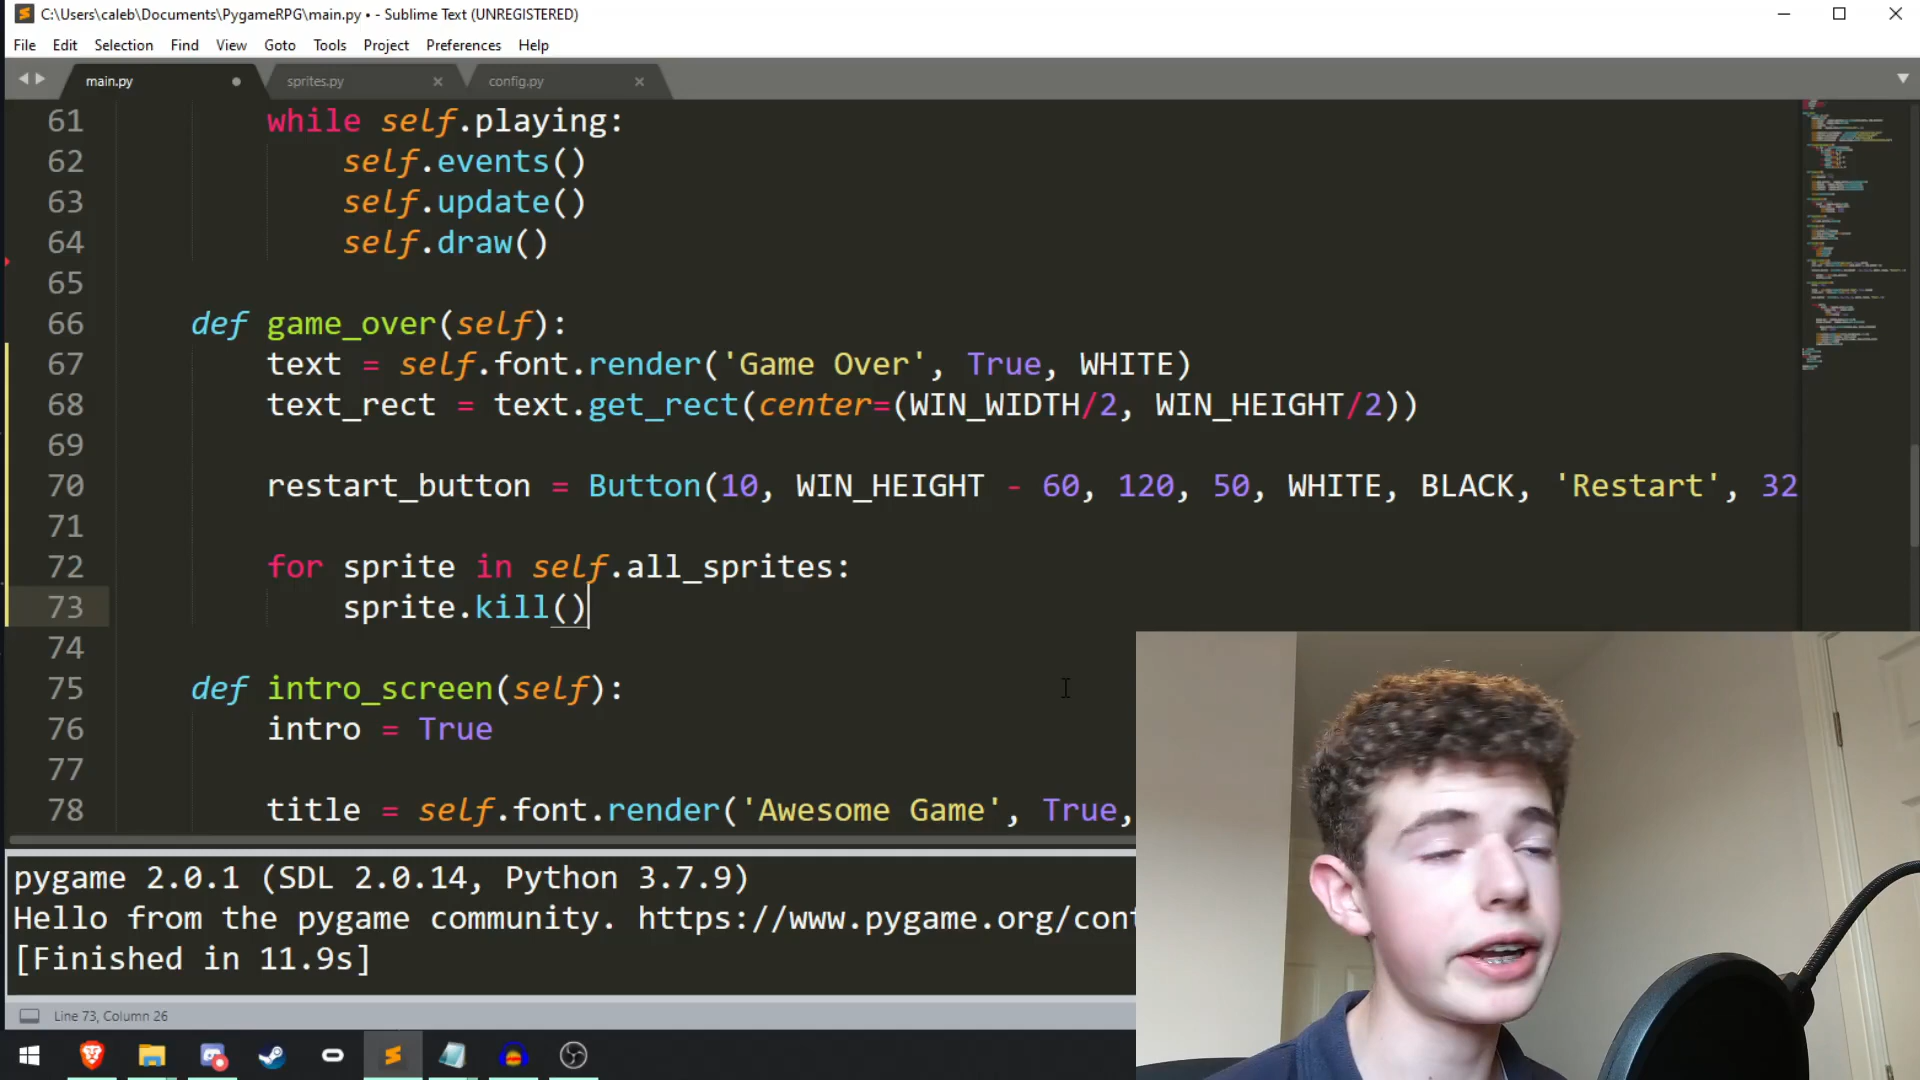 C:\Users\caleb\Documents\PygameRPG\main.py • - Sublime Text (UNREGISTERED)
File Edit Selection Find View Goto Tools Project Preferences Help
main.py sprites.py config.py
61 while self.playing:
62 self.events()
63 self.update()
64 self.draw()
65
66 def game_over(self):
67 text = self.font.render('Game Over', True, WHITE)
68 text_rect = text.get_rect(center=(WIN_WIDTH/2, WIN_HEIGHT/2))
69
70 restart_button = Button(10, WIN_HEIGHT - 60, 120, 50, WHITE, BLACK, 'Restart', 32
71
72 for sprite in self.all_sprites:
73 sprite.kill()
74
75 def intro_screen(self):
76 intro = True
77
78 title = self.font.render('Awesome Game', True,
pygame 2.0.1 (SDL 2.0.14, Python 3.7.9)
Hello from the pygame community. https://www.pygame.org/cont
[Finished in 11.9s]
Line 73, Column 26